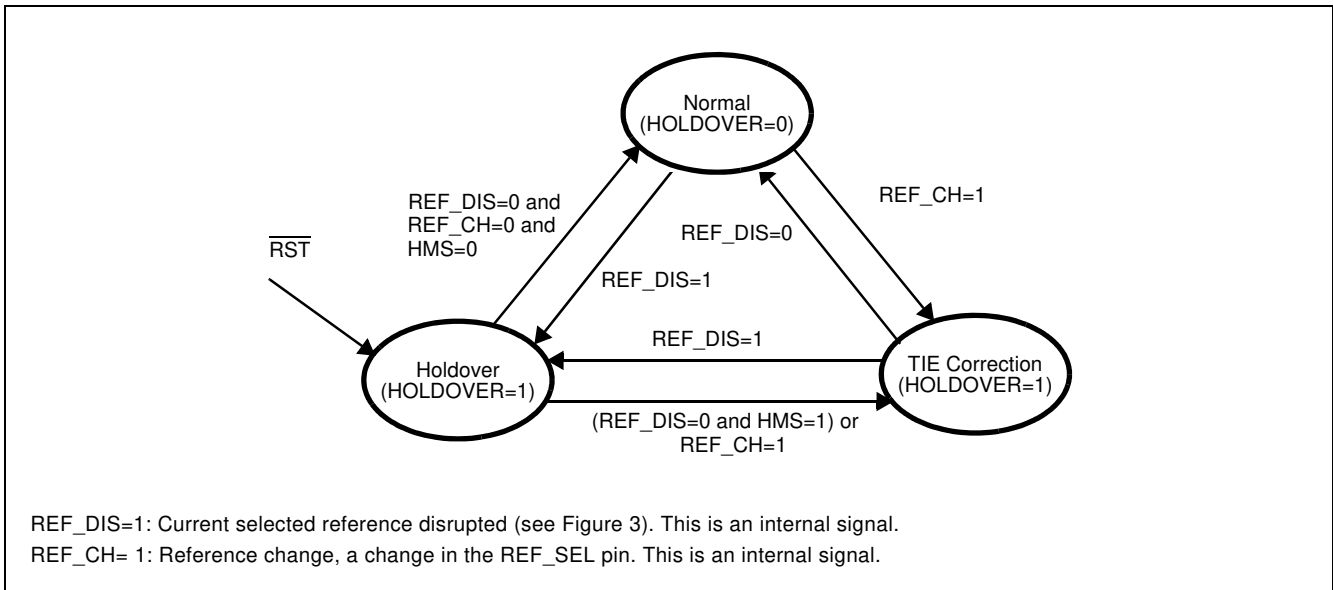 Normal
(HOLDOVER=0)
REF_DIS=0 and
REF_CH=0 and
HMS=0
REF_CH=1
REF_DIS=0
RST
REF_DIS=1
REF_DIS=1
Holdover
(HOLDOVER=1)
TIE Correction
(HOLDOVER=1)
(REF_DIS=0 and HMS=1) or
REF_CH=1
REF_DIS=1: Current selected reference disrupted (see Figure 3). This is an internal signal.
REF_CH= 1: Reference change, a change in the REF_SEL pin. This is an internal signal.